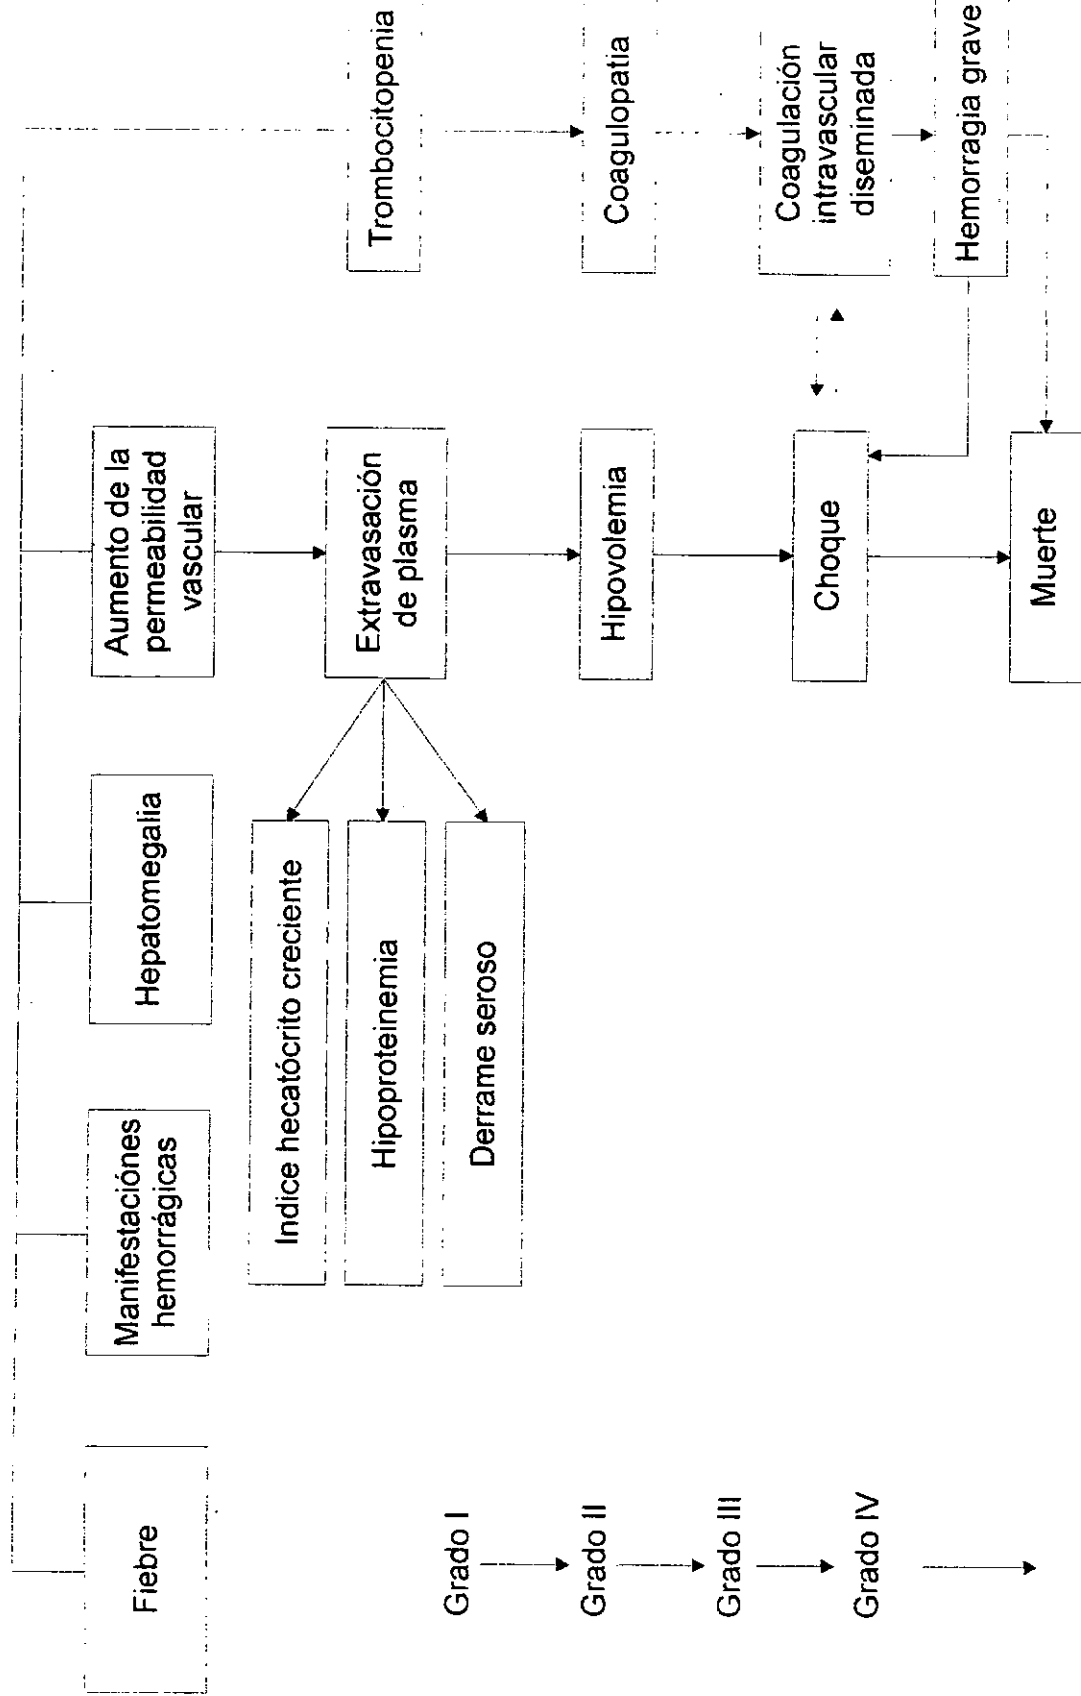 Fiebre
Manifestaciónes
hemorrágicas
Hepatomegalia
Aumento de la
permeabilidad
vascular
Indice hecatócrito creciente
Hipoproteinemia
Derrame seroso
Extravasación
de plasma
Trombocitopenia
Grado I
Grado II
Grado III
Grado IV
Hipovolemia
Coagulopatia
Choque
Coagulación
intravascular
diseminada
Hemorragia grave
Muerte